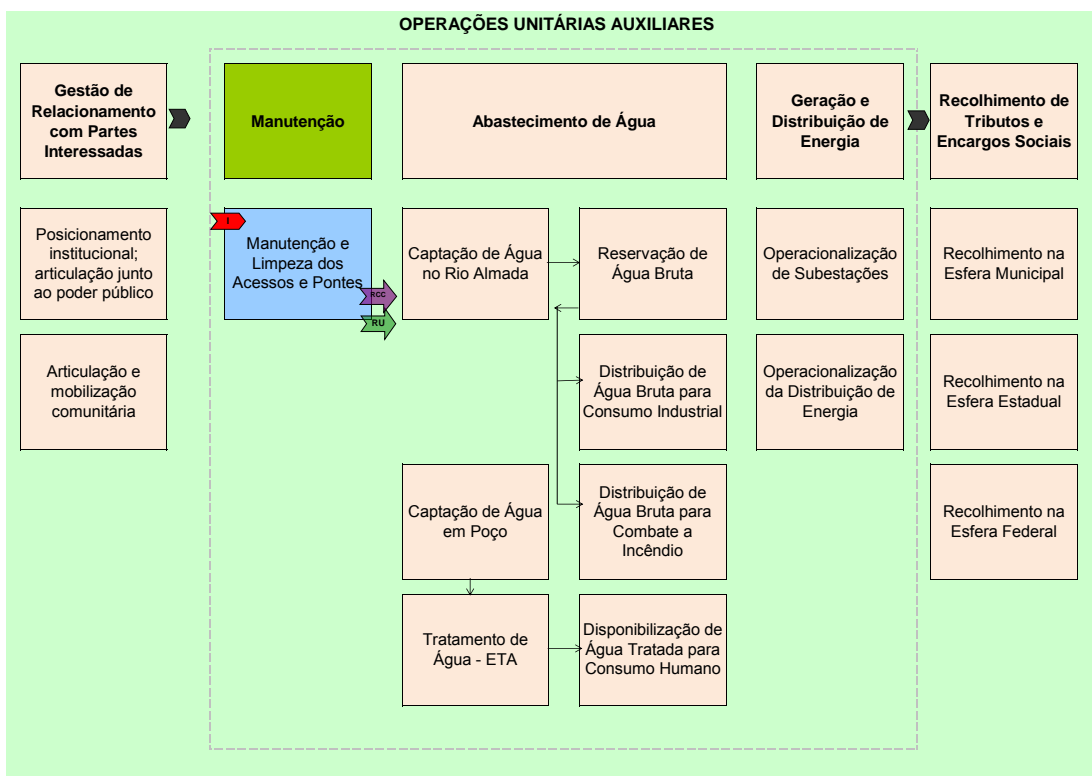 OPERAÇÕES UNITÁRIAS AUXILIARES
Gestão de
Relacionamento
com Partes
Interessadas
Manutenção
Abastecimento de Água
Geração e
Distribuição de
Energia
Recolhimento de
Tributos e
Encargos Sociais
Posicionamento
institucional;
articulação junto
ao poder público
I
Manutenção e
Limpeza dos
Acessos e Pontes
RCC
RU
Captação de Água
no Rio Almada
Reservação de
Água Bruta
Operacionalização
de Subestações
Recolhimento na
Esfera Municipal
Articulação e
mobilização
comunitária
Distribuição de
Água Bruta para
Consumo Industrial
Operacionalização
da Distribuição de
Energia
Recolhimento na
Esfera Estadual
Captação de Água
em Poço
Distribuição de
Água Bruta para
Combate a
Incêndio
Recolhimento na
Esfera Federal
Tratamento de
Água - ETA
Disponibilização de
Água Tratada para
Consumo Humano